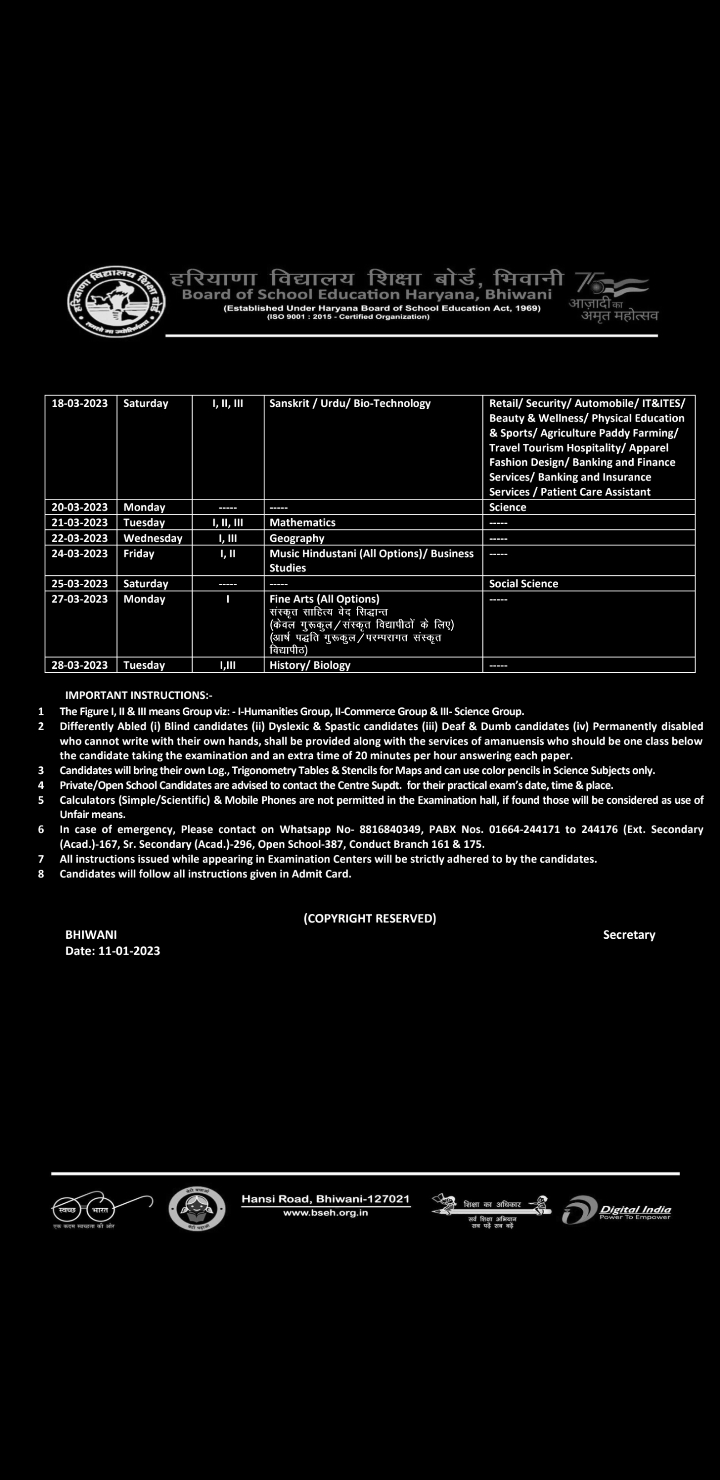 हरियाणा विद्यालय शिक्षा बोर्ड, भिवानी
Board of School Education Haryana, Bhiwani
(Established Under Haryana Board of School Education Act, 1969)
(ISO 9001 : 2015 - Certified Organization)
हरियाणा विद्यालय शिक्षा बोर्ड
75
आज़ादी का
अमृत महोत्सव
18-03-2023 Saturday I, II, III Sanskrit / Urdu/ Bio-Technology Retail/ Security/ Automobile/ IT&ITES/
Beauty & Wellness/ Physical Education
& Sports/ Agriculture Paddy Farming/
Travel Tourism Hospitality/ Apparel
Fashion Design/ Banking and Finance
Services/ Banking and Insurance
Services / Patient Care Assistant
20-03-2023 Monday ----- ----- Science
21-03-2023 Tuesday I, II, III Mathematics -----
22-03-2023 Wednesday I, III Geography -----
24-03-2023 Friday I, II Music Hindustani (All Options)/ Business -----
Studies
25-03-2023 Saturday ----- ----- Social Science
27-03-2023 Monday I Fine Arts (All Options) -----
संस्कृत साहित्य वेद सिद्धान्त
(केवल गुरूकुल/संस्कृत विद्यापीठों के लिए)
(आर्ष पद्धति गुरूकुल/परम्परागत संस्कृत
विद्यापीठ)
28-03-2023 Tuesday I,III History/ Biology -----
IMPORTANT INSTRUCTIONS:-
1 The Figure I, II & III means Group viz: - I-Humanities Group, II-Commerce Group & III- Science Group.
2 Differently Abled (i) Blind candidates (ii) Dyslexic & Spastic candidates (iii) Deaf & Dumb candidates (iv) Permanently disabled
who cannot write with their own hands, shall be provided along with the services of amanuensis who should be one class below
the candidate taking the examination and an extra time of 20 minutes per hour answering each paper.
3 Candidates will bring their own Log., Trigonometry Tables & Stencils for Maps and can use color pencils in Science Subjects only.
4 Private/Open School Candidates are advised to contact the Centre Supdt. for their practical exam's date, time & place.
5 Calculators (Simple/Scientific) & Mobile Phones are not permitted in the Examination hall, if found those will be considered as use of
Unfair means.
6 In case of emergency, Please contact on Whatsapp No- 8816840349, PABX Nos. 01664-244171 to 244176 (Ext. Secondary
(Acad.)-167, Sr. Secondary (Acad.)-296, Open School-387, Conduct Branch 161 & 175.
7 All instructions issued while appearing in Examination Centers will be strictly adhered to by the candidates.
8 Candidates will follow all instructions given in Admit Card.
(COPYRIGHT RESERVED)
BHIWANI Secretary
Date: 11-01-2023
स्वच्छ भारत
एक कदम स्वच्छता की ओर
Hansi Road, Bhiwani-127021
www.bseh.org.in
शिक्षा का अधिकार
सर्व शिक्षा अभियान
सब पढ़ें सब बढ़ें
Digital India
Power To Empower